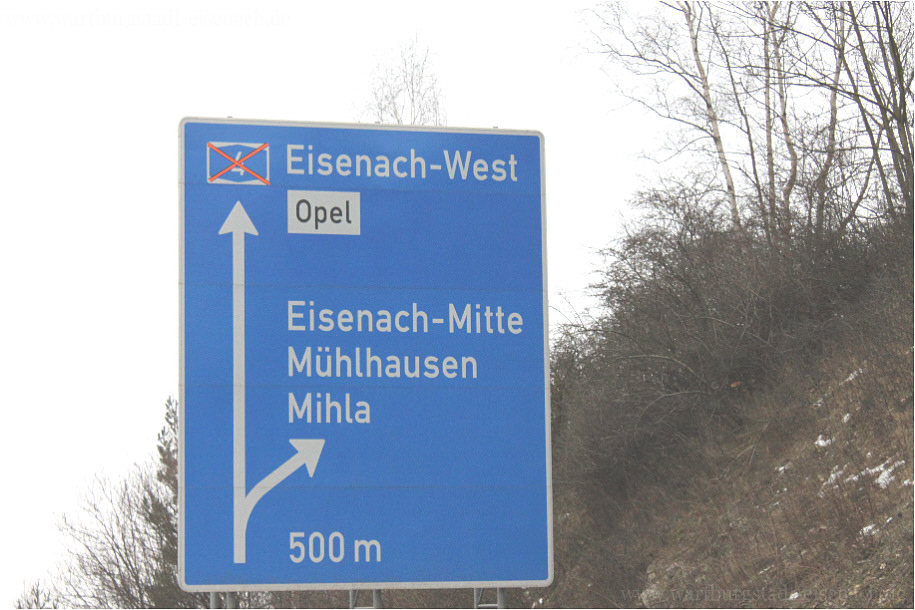 4
Eisenach-West
Opel
Eisenach-Mitte
Mühlhausen
Mihla
500 m